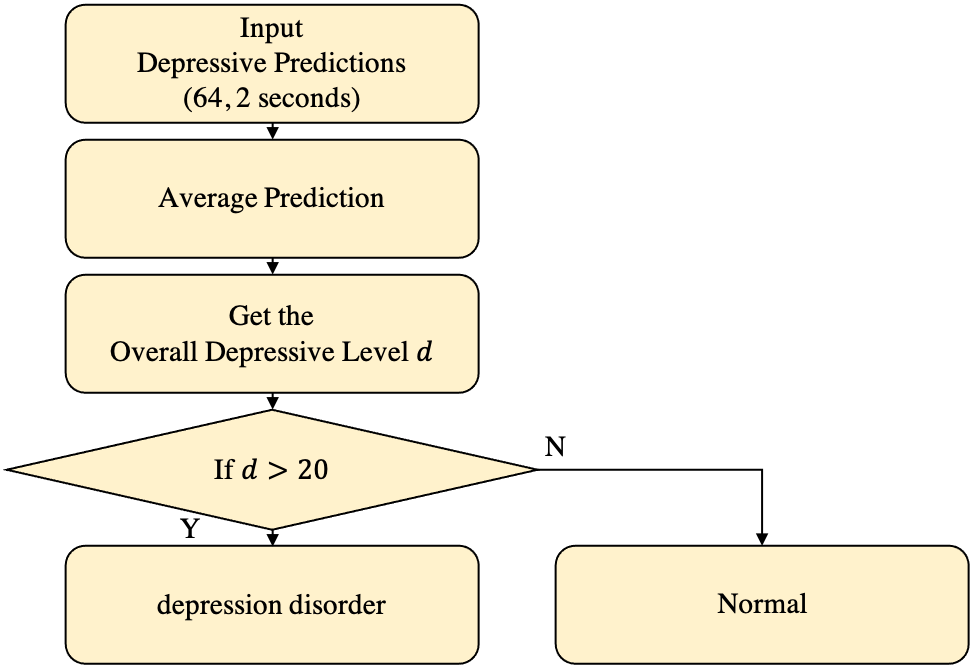 Input
Depressive Predictions
(64, 2 seconds)
Average Prediction
Get the
Overall Depressive Level d
If d > 20
N
Y
depression disorder
Normal